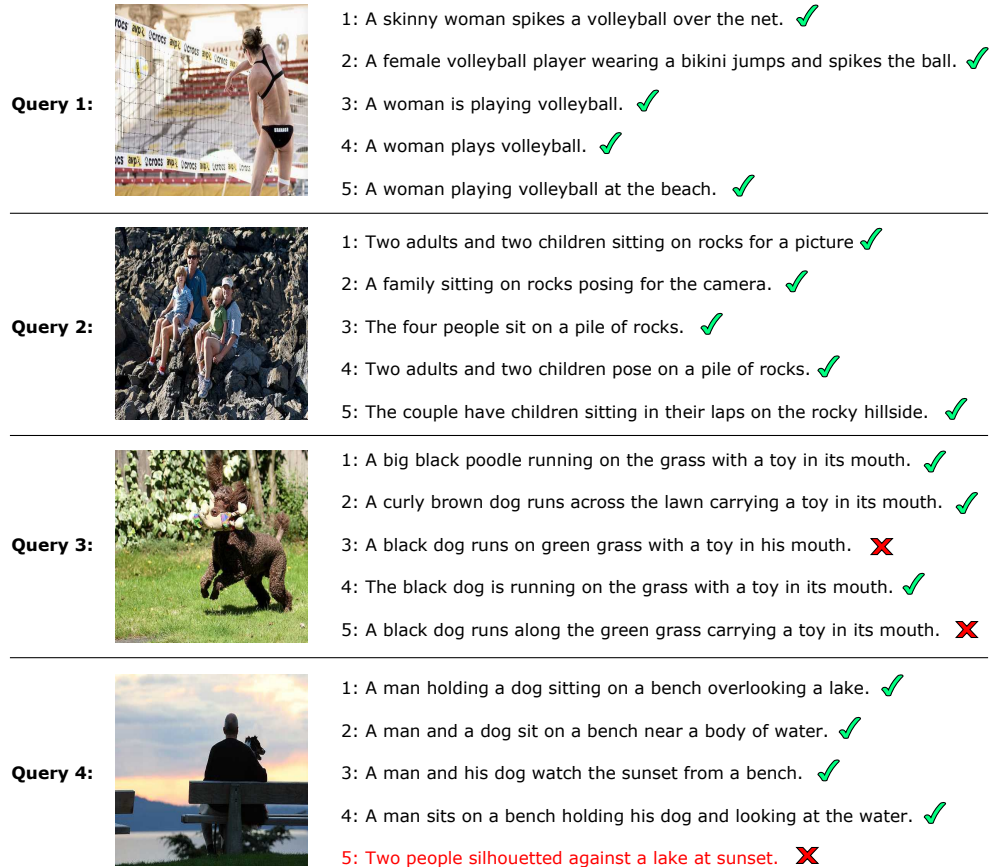 1: A skinny woman spikes a volleyball over the net.
2: A female volleyball player wearing a bikini jumps and spikes the ball.
Query 1:
3: A woman is playing volleyball.
4: A woman plays volleyball.
5: A woman playing volleyball at the beach.
1: Two adults and two children sitting on rocks for a picture
2: A family sitting on rocks posing for the camera.
Query 2:
3: The four people sit on a pile of rocks.
4: Two adults and two children pose on a pile of rocks.
5: The couple have children sitting in their laps on the rocky hillside.
1: A big black poodle running on the grass with a toy in its mouth.
2: A curly brown dog runs across the lawn carrying a toy in its mouth.
Query 3:
3: A black dog runs on green grass with a toy in his mouth.
4: The black dog is running on the grass with a toy in its mouth.
5: A black dog runs along the green grass carrying a toy in its mouth.
1: A man holding a dog sitting on a bench overlooking a lake.
2: A man and a dog sit on a bench near a body of water.
Query 4:
3: A man and his dog watch the sunset from a bench.
4: A man sits on a bench holding his dog and looking at the water.
5: Two people silhouetted against a lake at sunset.